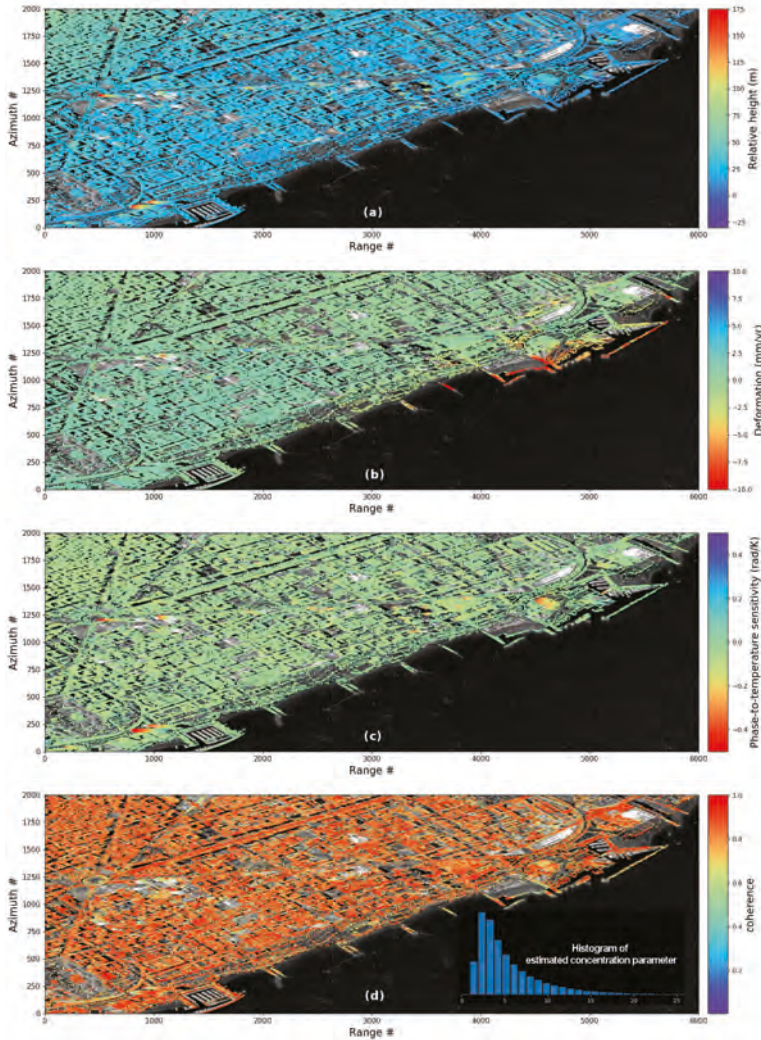 2000
1750
1500
1250
1000
750
500
250
0
Azimuth #
0 1000 2000 3000 4000 5000 6000
Range #
(a)
175
150
125
100
75
50
25
0
−25
Relative height (m)
2000
1750
1500
1250
1000
750
500
250
0
Azimuth #
0 1000 2000 3000 4000 5000 6000
Range #
(b)
10.0
7.5
5.0
2.5
0.0
−2.5
−5.0
−7.5
−10.0
Deformation (mm/yr)
2000
1750
1500
1250
1000
750
500
250
0
Azimuth #
0 1000 2000 3000 4000 5000 6000
Range #
(c)
0.4
0.2
0.0
−0.2
−0.4
Phase-to-temperature sensitivity (rad/K)
2000
1750
1500
1250
1000
750
500
250
0
Azimuth #
0 1000 2000 3000 4000 5000 6000
Range #
(d)
Histogram of
estimated concentration parameter
0 5 10 15 20 25
1.0
0.8
0.6
0.4
0.2
coherence